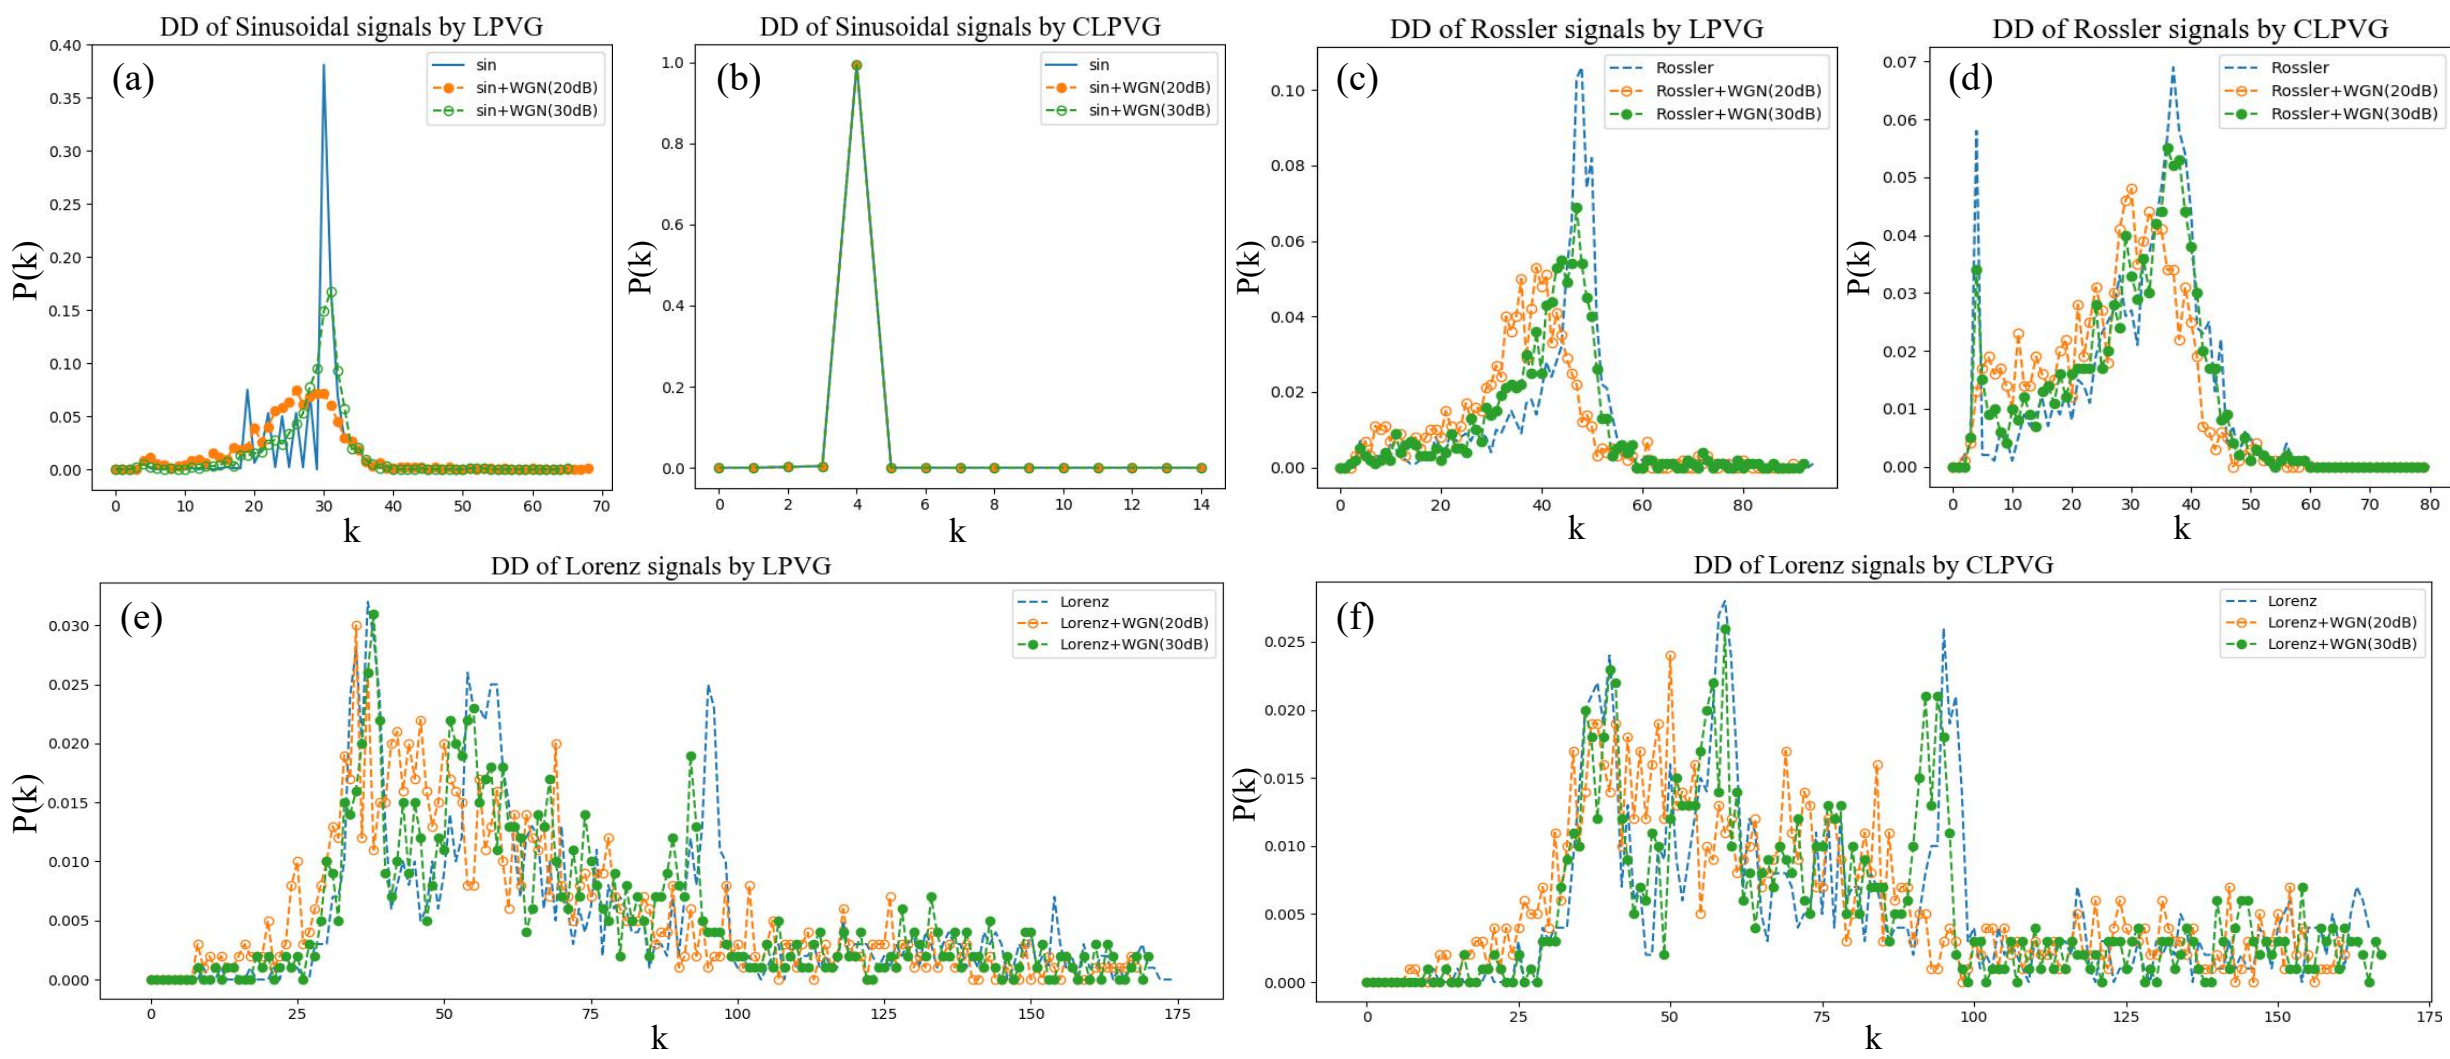 DD of Sinusoidal signals by LPVG
(a)
sin
sin+WGN(20dB)
sin+WGN(30dB)
0.40
0.35
0.30
0.25
0.20
0.15
0.10
0.05
0.00
P(k)
0 10 20 30 40 50 60 70
k
DD of Sinusoidal signals by CLPVG
(b)
sin
sin+WGN(20dB)
sin+WGN(30dB)
1.0
0.8
0.6
0.4
0.2
0.0
P(k)
0 2 4 6 8 10 12 14
k
DD of Rossler signals by LPVG
(c)
Rossler
Rossler+WGN(20dB)
Rossler+WGN(30dB)
0.10
0.08
0.06
0.04
0.02
0.00
P(k)
0 20 40 60 80
k
DD of Rossler signals by CLPVG
(d)
Rossler
Rossler+WGN(20dB)
Rossler+WGN(30dB)
0.07
0.06
0.05
0.04
0.03
0.02
0.01
0.00
P(k)
0 10 20 30 40 50 60 70 80
k
DD of Lorenz signals by LPVG
(e)
Lorenz
Lorenz+WGN(20dB)
Lorenz+WGN(30dB)
0.030
0.025
0.020
0.015
0.010
0.005
0.000
P(k)
0 25 50 75 100 125 150 175
k
DD of Lorenz signals by CLPVG
(f)
Lorenz
Lorenz+WGN(20dB)
Lorenz+WGN(30dB)
0.025
0.020
0.015
0.010
0.005
0.000
P(k)
0 25 50 75 100 125 150 175
k